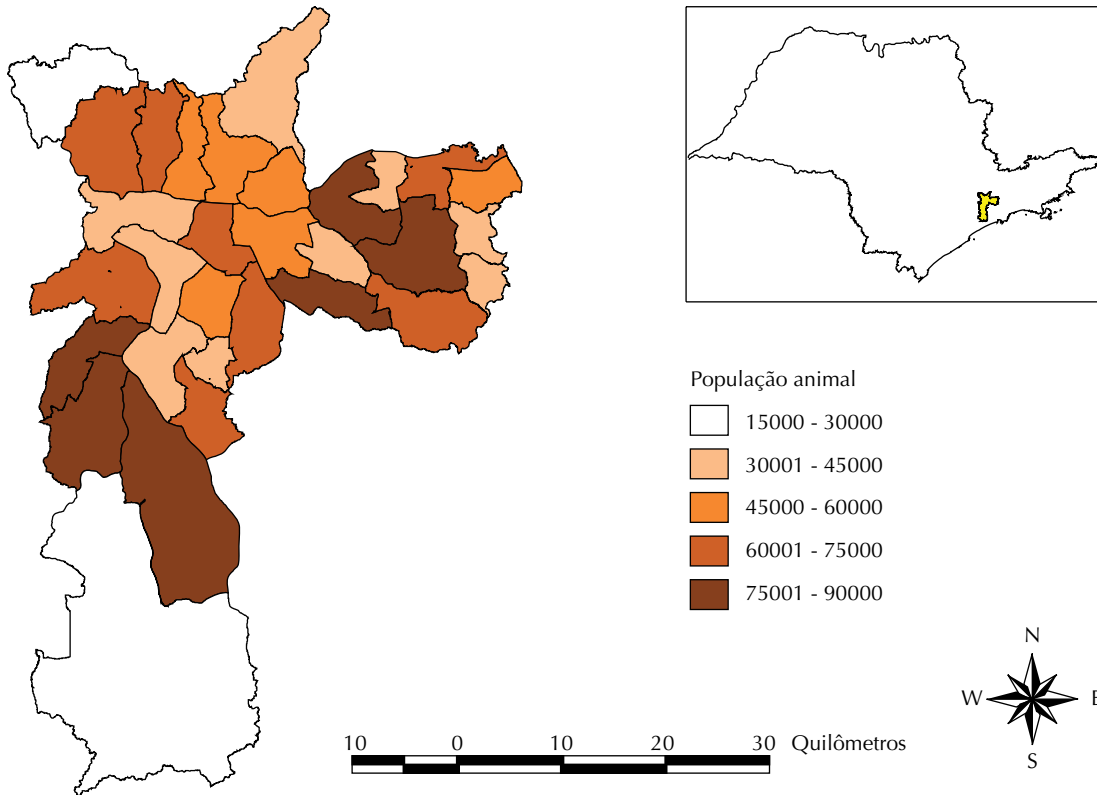 População animal
15000 - 30000
30001 - 45000
45000 - 60000
60001 - 75000
75001 - 90000
N
W
E
S
10 0 10 20 30 Quilômetros